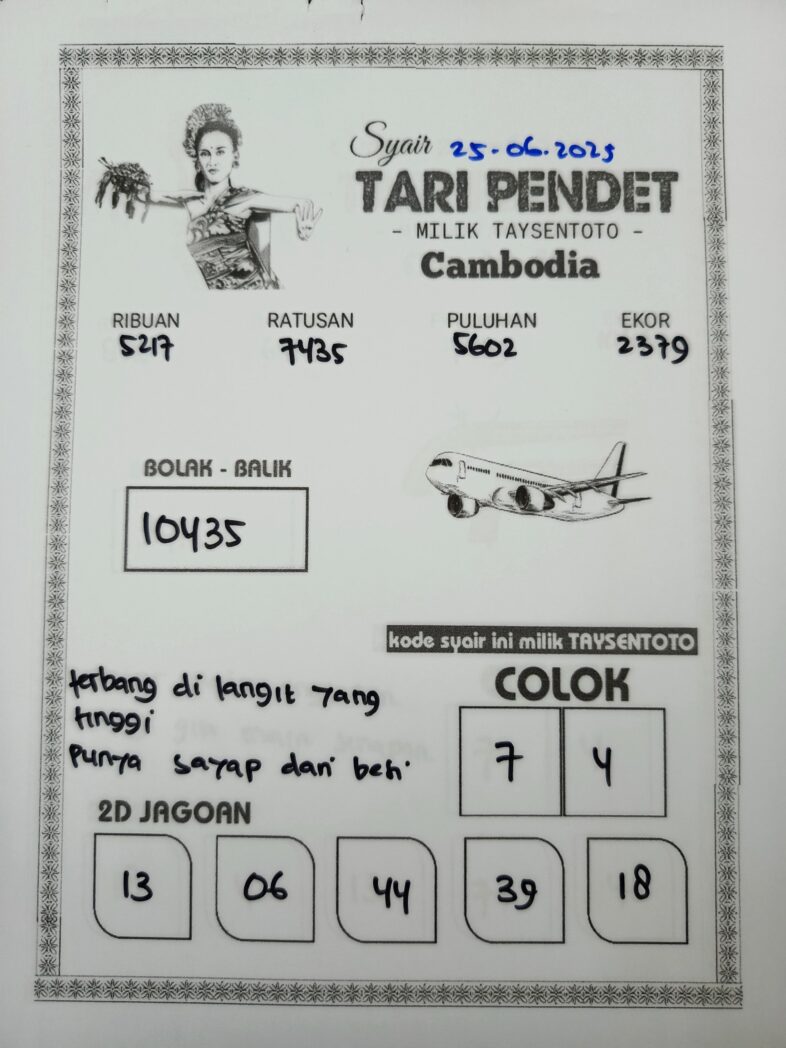 Syair 25-06-2025
TARI PENDET
- MILIK TAYSENTOTO -
Cambodia
RIBUAN RATUSAN PULUHAN EKOR
5217 7435 5602 2379
BOLAK - BALIK
10435
kode syair ini milik TAYSENTOTO
terbang di langit yang
tinggi
punya sayap dari besi
COLOK
7 4
2D JAGOAN
13 06 44 39 18